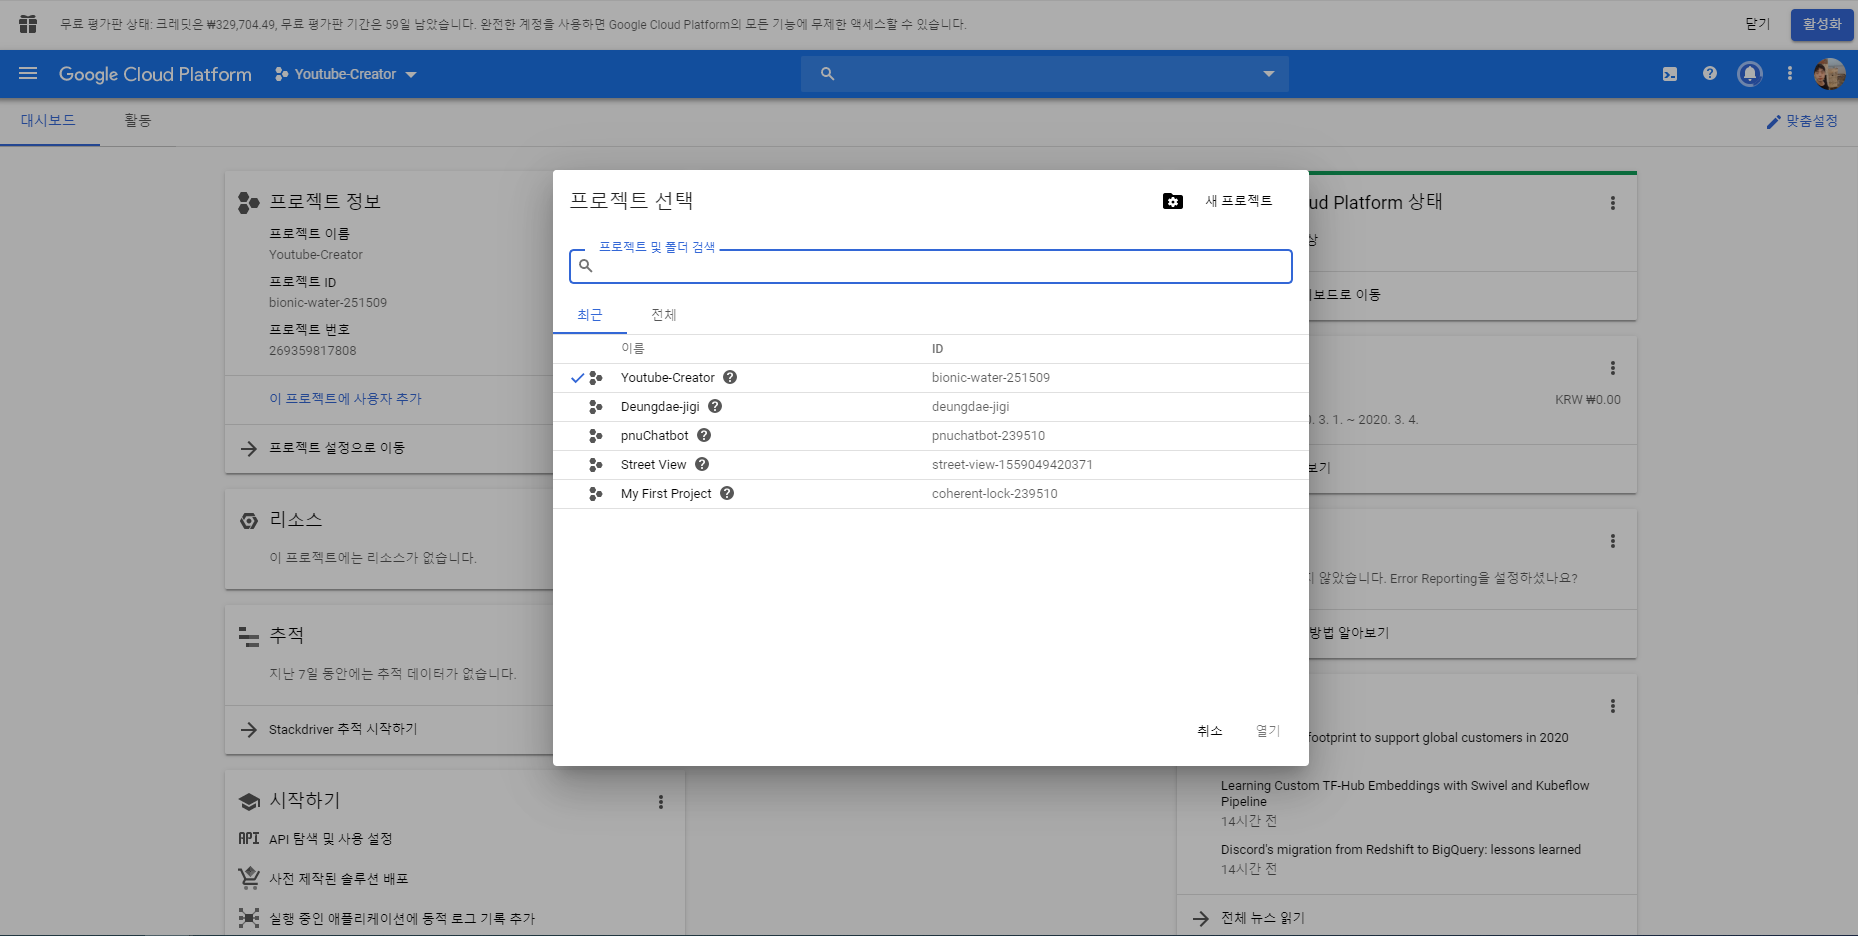 무료 평가판 상태: 크레딧은 ₩329,704.49, 무료 평가판 기간은 59일 남았습니다. 완전한 계정을 사용하면 Google Cloud Platform의 모든 기능에 무제한 액세스할 수 있습니다.
닫기
활성화
Google Cloud Platform
Youtube-Creator
대시보드
활동
맞춤설정
프로젝트 정보
프로젝트 이름
Youtube-Creator
프로젝트 ID
bionic-water-251509
프로젝트 번호
269359817808
이 프로젝트에 사용자 추가
프로젝트 설정으로 이동
리소스
이 프로젝트에는 리소스가 없습니다.
추적
지난 7일 동안에는 추적 데이터가 없습니다.
Stackdriver 추적 시작하기
시작하기
API API 탐색 및 사용 설정
사전 제작된 솔루션 배포
실행 중인 애플리케이션에 동적 로그 기록 추가
프로젝트 선택
새 프로젝트
프로젝트 및 폴더 검색
최근
전체
이름 ID
Youtube-Creator bionic-water-251509
Deungdae-jigi deungdae-jigi
pnuChatbot pnuchatbot-239510
Street View street-view-1559049420371
My First Project coherent-lock-239510
취소
열기
ud Platform 상태
상
보드로 이동
KRW ₩0.00
. 3. 1. ~ 2020. 3. 4.
보기
않았습니다. Error Reporting을 설정하셨나요?
방법 알아보기
footprint to support global customers in 2020
Learning Custom TF-Hub Embeddings with Swivel and Kubeflow
Pipeline
14시간 전
Discord's migration from Redshift to BigQuery: lessons learned
14시간 전
전체 뉴스 읽기